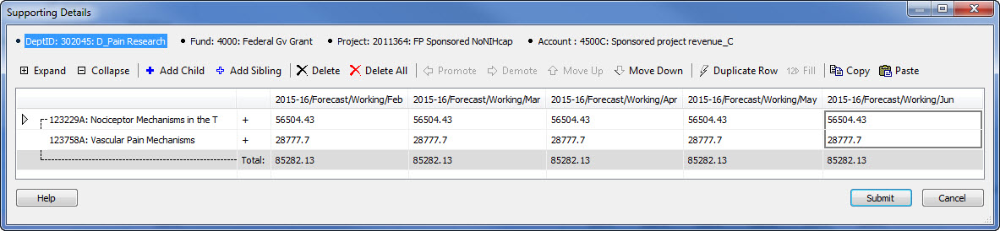 Supporting Details
DeptID: 302045: D_Pain Research • Fund: 4000: Federal Gv Grant • Project: 2011364: FP Sponsored NoNIHcap • Account : 4500C: Sponsored project revenue_C
Expand Collapse Add Child Add Sibling Delete Delete All Promote Demote Move Up Move Down Duplicate Row 12 Fill Copy Paste
2015-16/Forecast/Working/Feb 2015-16/Forecast/Working/Mar 2015-16/Forecast/Working/Apr 2015-16/Forecast/Working/May 2015-16/Forecast/Working/Jun
123229A: Nociceptor Mechanisms in the T + 56504.43 56504.43 56504.43 56504.43 56504.43
123758A: Vascular Pain Mechanisms + 28777.7 28777.7 28777.7 28777.7 28777.7
Total: 85282.13 85282.13 85282.13 85282.13 85282.13
Help Submit Cancel